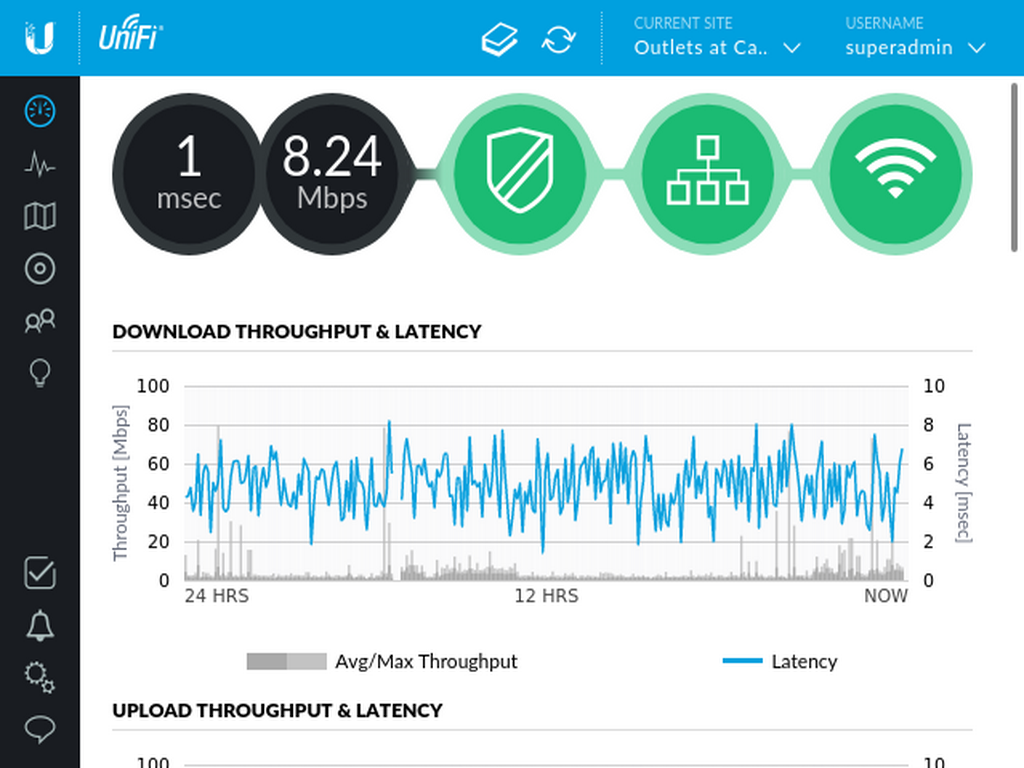 UniFi
CURRENT SITE
Outlets at Ca..
USERNAME
superadmin
1
msec
8.24
Mbps
DOWNLOAD THROUGHPUT & LATENCY
100
80
60
40
20
0
Throughput [Mbps]
10
8
6
4
2
0
Latency [msec]
24 HRS
12 HRS
NOW
Avg/Max Throughput
Latency
UPLOAD THROUGHPUT & LATENCY
100
10